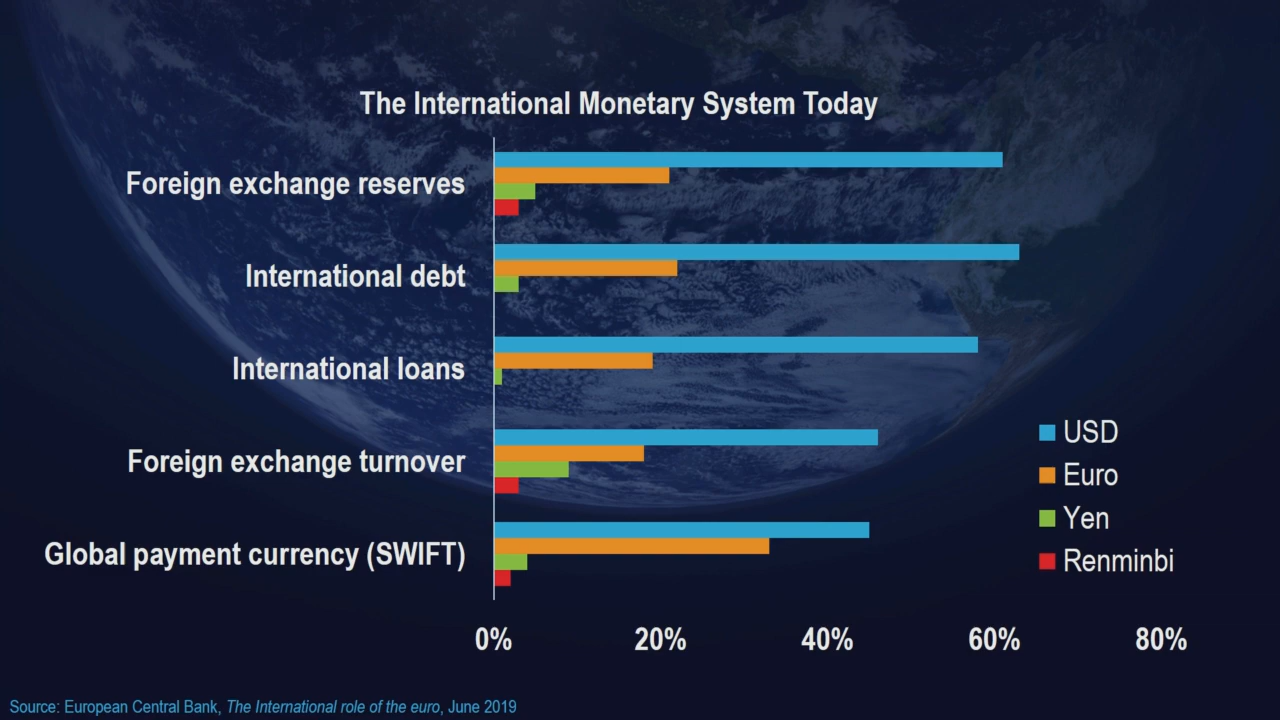 The International Monetary System Today
Foreign exchange reserves
International debt
International loans
Foreign exchange turnover
Global payment currency (SWIFT)
USD
Euro
Yen
Renminbi
0% 20% 40% 60% 80%
Source: European Central Bank, The International role of the euro, June 2019